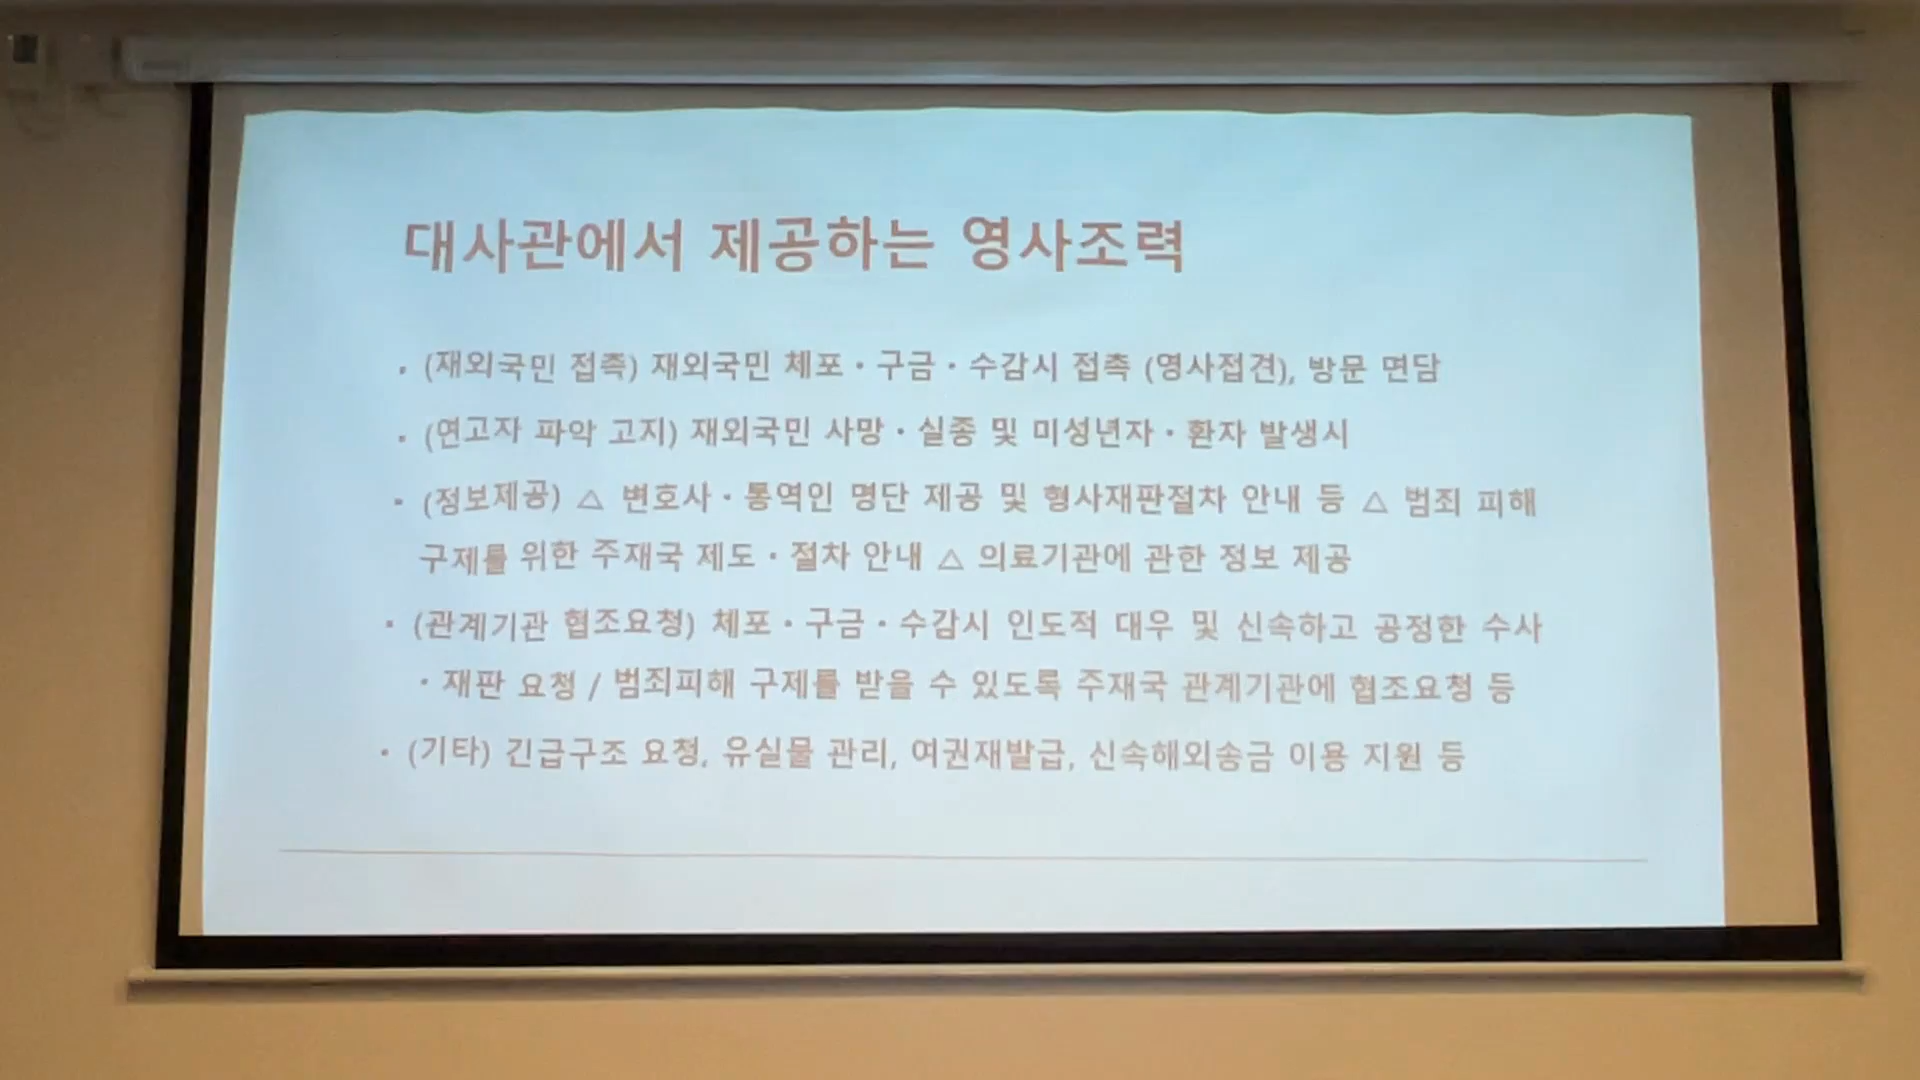 대사관에서 제공하는 영사조력
• (재외국민 접촉) 재외국민 체포・구금・수감시 접촉 (영사접견), 방문 면담
• (연고자 파악 고지) 재외국민 사망・실종 및 미성년자・환자 발생시
• (정보제공) △ 변호사・통역인 명단 제공 및 형사재판절차 안내 등 △ 범죄 피해
구제를 위한 주재국 제도・절차 안내 △ 의료기관에 관한 정보 제공
• (관계기관 협조요청) 체포・구금・수감시 인도적 대우 및 신속하고 공정한 수사
・재판 요청 / 범죄피해 구제를 받을 수 있도록 주재국 관계기관에 협조요청 등
• (기타) 긴급구조 요청, 유실물 관리, 여권재발급, 신속해외송금 이용 지원 등